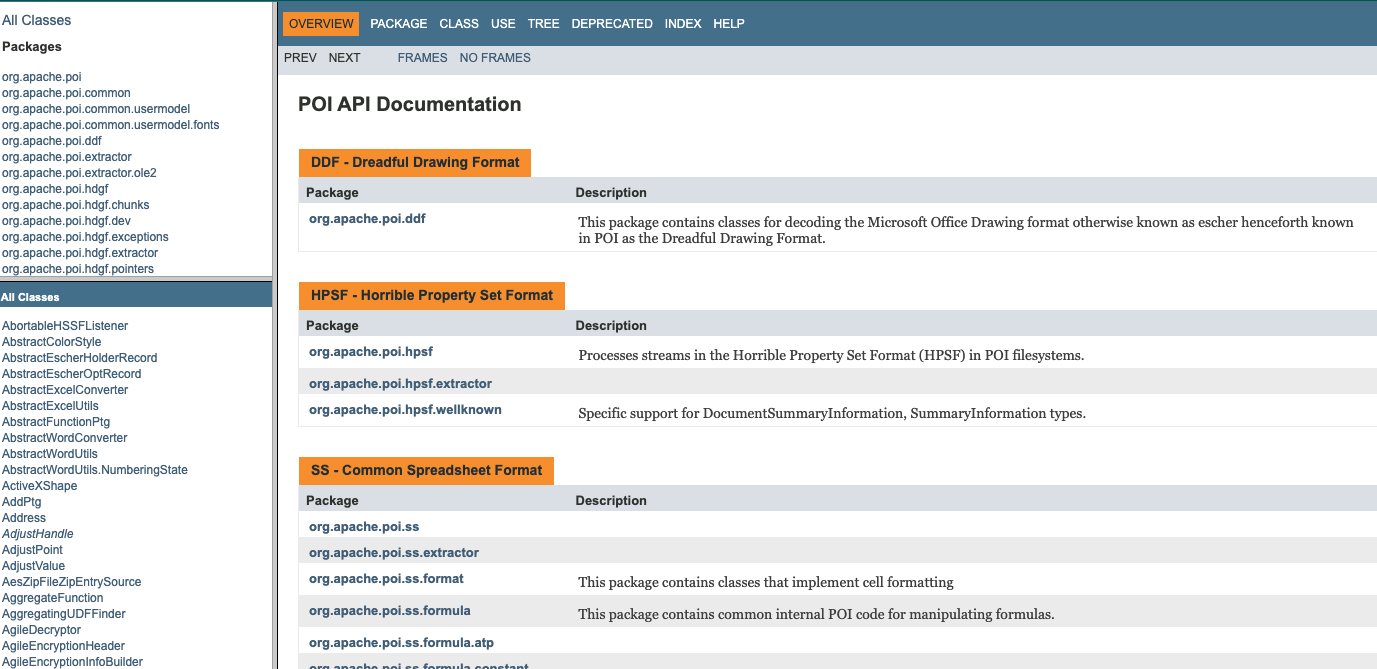 All Classes
Packages
org.apache.poi
org.apache.poi.common
org.apache.poi.common.usermodel
org.apache.poi.common.usermodel.fonts
org.apache.poi.ddf
org.apache.poi.extractor
org.apache.poi.extractor.ole2
org.apache.poi.hdgf
org.apache.poi.hdgf.chunks
org.apache.poi.hdgf.dev
org.apache.poi.hdgf.exceptions
org.apache.poi.hdgf.extractor
org.apache.poi.hdgf.pointers
All Classes
AbortableHSSFListener
AbstractColorStyle
AbstractEscherHolderRecord
AbstractEscherOptRecord
AbstractExcelConverter
AbstractExcelUtils
AbstractFunctionPtg
AbstractWordConverter
AbstractWordUtils
AbstractWordUtils.NumberingState
ActiveXShape
AddPtg
Address
AdjustHandle
AdjustPoint
AdjustValue
AesZipFileZipEntrySource
AggregateFunction
AggregatingUDFFinder
AgileDecryptor
AgileEncryptionHeader
AgileEncryptionInfoBuilder
OVERVIEW PACKAGE CLASS USE TREE DEPRECATED INDEX HELP
PREV NEXT FRAMES NO FRAMES
POI API Documentation
DDF - Dreadful Drawing Format
Package Description
org.apache.poi.ddf This package contains classes for decoding the Microsoft Office Drawing format otherwise known as escher henceforth known
in POI as the Dreadful Drawing Format.
HPSF - Horrible Property Set Format
Package Description
org.apache.poi.hpsf Processes streams in the Horrible Property Set Format (HPSF) in POI filesystems.
org.apache.poi.hpsf.extractor
org.apache.poi.hpsf.wellknown Specific support for DocumentSummaryInformation, SummaryInformation types.
SS - Common Spreadsheet Format
Package Description
org.apache.poi.ss
org.apache.poi.ss.extractor
org.apache.poi.ss.format This package contains classes that implement cell formatting
org.apache.poi.ss.formula This package contains common internal POI code for manipulating formulas.
org.apache.poi.ss.formula.atp
org.apache.poi.ss.formula.constant